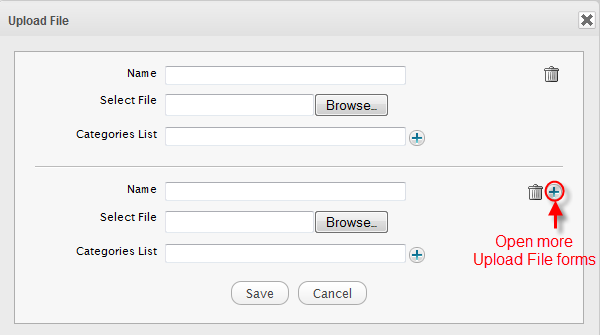 Upload File
Name
Select File Browse...
Categories List
Name
Select File Browse...
Categories List
Open more
Upload File forms
Save Cancel